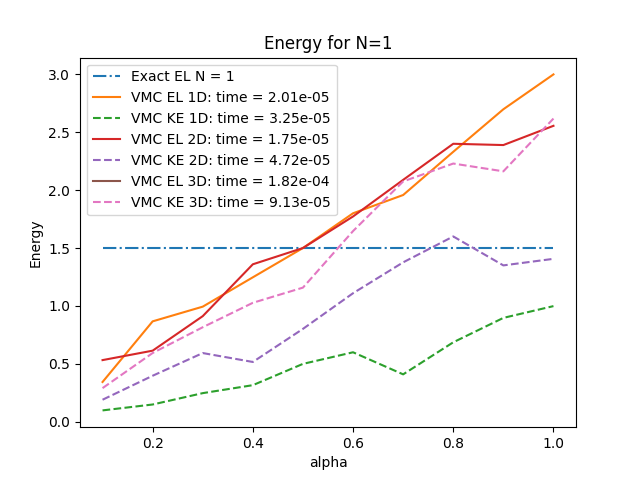 Energy for N=1
Exact EL N = 1
VMC EL 1D: time = 2.01e-05
VMC KE 1D: time = 3.25e-05
VMC EL 2D: time = 1.75e-05
VMC KE 2D: time = 4.72e-05
VMC EL 3D: time = 1.82e-04
VMC KE 3D: time = 9.13e-05
Energy
3.0
2.5
2.0
1.5
1.0
0.5
0.0
0.2 0.4 0.6 0.8 1.0
alpha